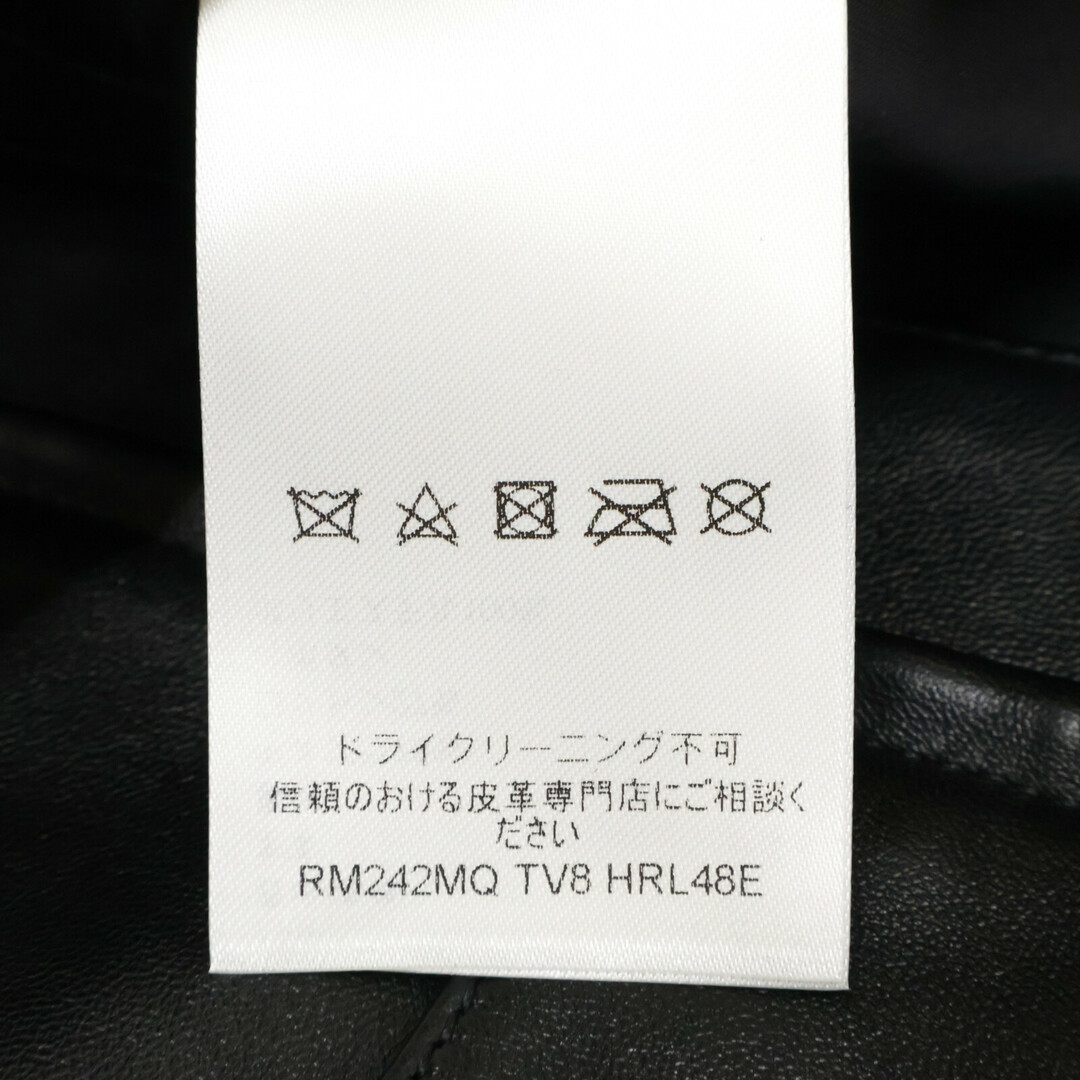 ドライクリーニング不可
信頼のおける皮革専門店にご相談く
ださい
RM242MQ TV8 HRL48E